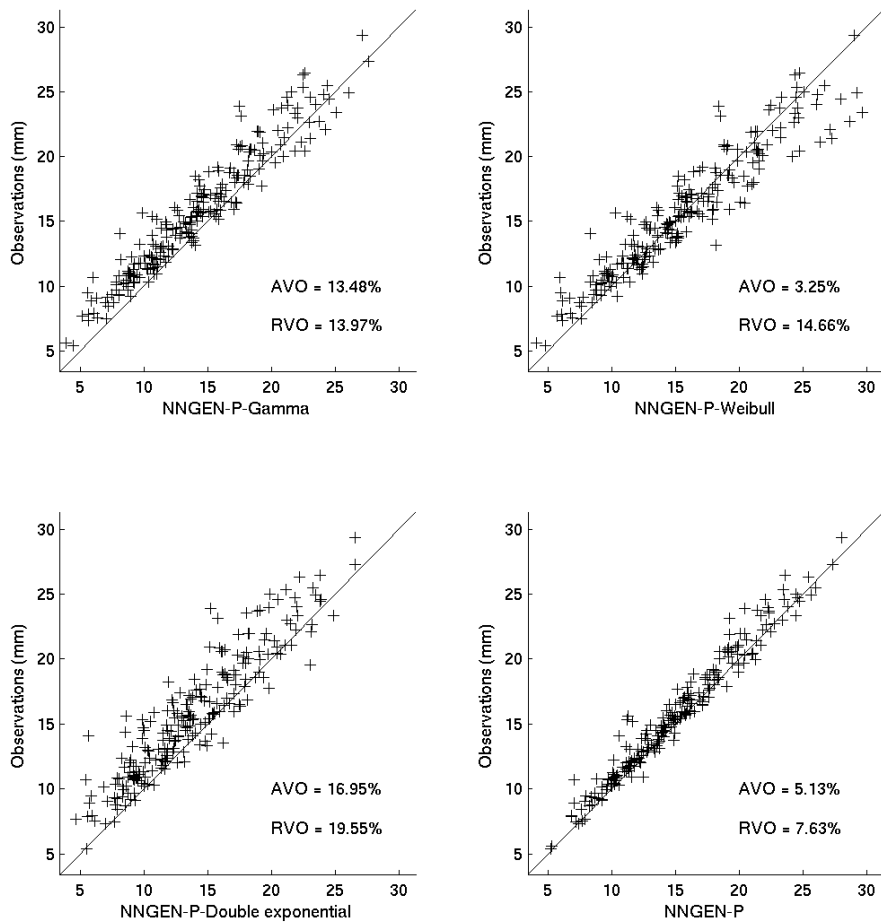 30
25
20
15
10
5
Observations (mm)
AVO = 13.48%
RVO = 13.97%
5 10 15 20 25 30
NNGEN-P-Gamma
30
25
20
15
10
5
Observations (mm)
AVO = 3.25%
RVO = 14.66%
5 10 15 20 25 30
NNGEN-P-Weibull
30
25
20
15
10
5
Observations (mm)
AVO = 16.95%
RVO = 19.55%
5 10 15 20 25 30
NNGEN-P-Double exponential
30
25
20
15
10
5
Observations (mm)
AVO = 5.13%
RVO = 7.63%
5 10 15 20 25 30
NNGEN-P